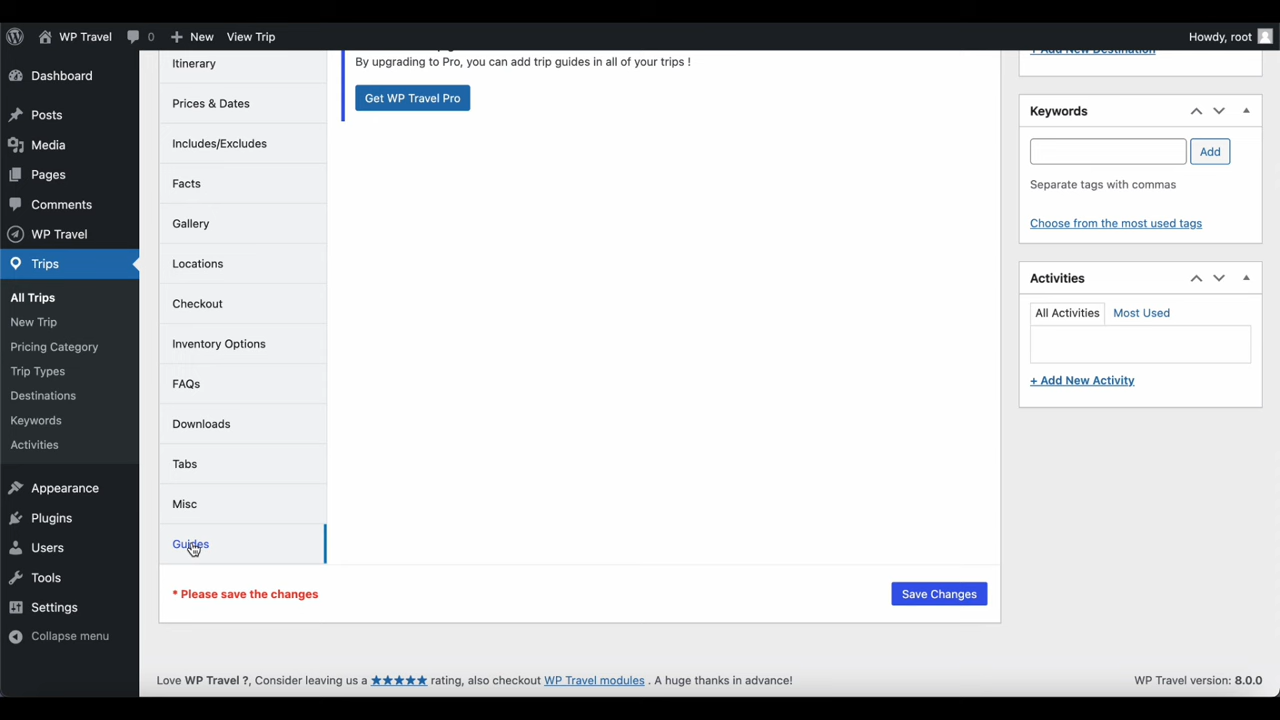 WP Travel
0
New
View Trip
Howdy, root
Dashboard
Posts
Media
Pages
Comments
WP Travel
Trips
All Trips
New Trip
Pricing Category
Trip Types
Destinations
Keywords
Activities
Appearance
Plugins
Users
Tools
Settings
Collapse menu
Itinerary
Prices & Dates
Includes/Excludes
Facts
Gallery
Locations
Checkout
Inventory Options
FAQs
Downloads
Tabs
Misc
Guides
By upgrading to Pro, you can add trip guides in all of your trips !
Get WP Travel Pro
* Please save the changes
Save Changes
+ Add New Destination
Keywords
Add
Separate tags with commas
Choose from the most used tags
Activities
All Activities
Most Used
+ Add New Activity
Love WP Travel ?, Consider leaving us a ★★★★★ rating, also checkout WP Travel modules . A huge thanks in advance!
WP Travel version: 8.0.0